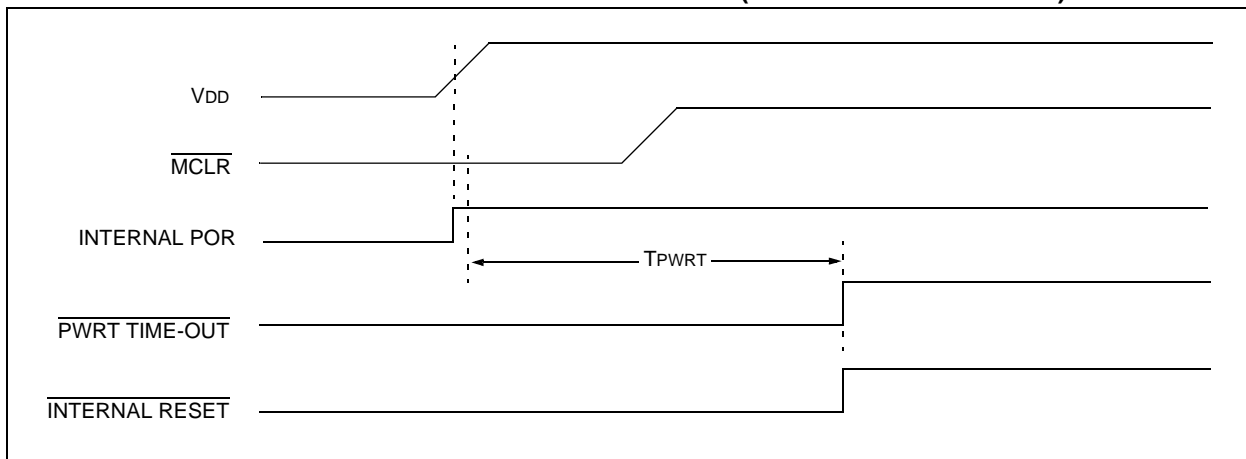 VDD
MCLR
INTERNAL POR
TPWRT
PWRT TIME-OUT
INTERNAL RESET